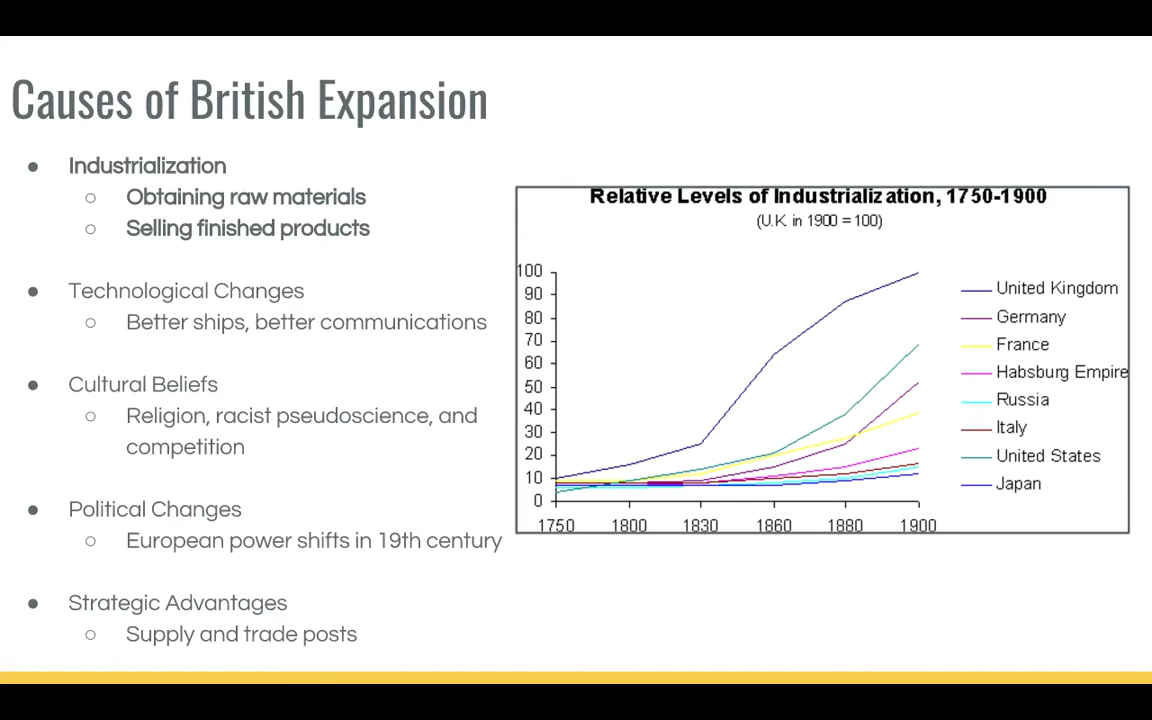 Causes of British Expansion
● Industrialization
○ Obtaining raw materials
○ Selling finished products
● Technological Changes
○ Better ships, better communications
● Cultural Beliefs
○ Religion, racist pseudoscience, and
competition
● Political Changes
○ European power shifts in 19th century
● Strategic Advantages
○ Supply and trade posts
Relative Levels of Industrialization, 1750-1900
(U.K. in 1900 = 100)
100
90
80
70
60
50
40
30
20
10
0
1750 1800 1830 1860 1880 1900
United Kingdom
Germany
France
Habsburg Empire
Russia
Italy
United States
Japan